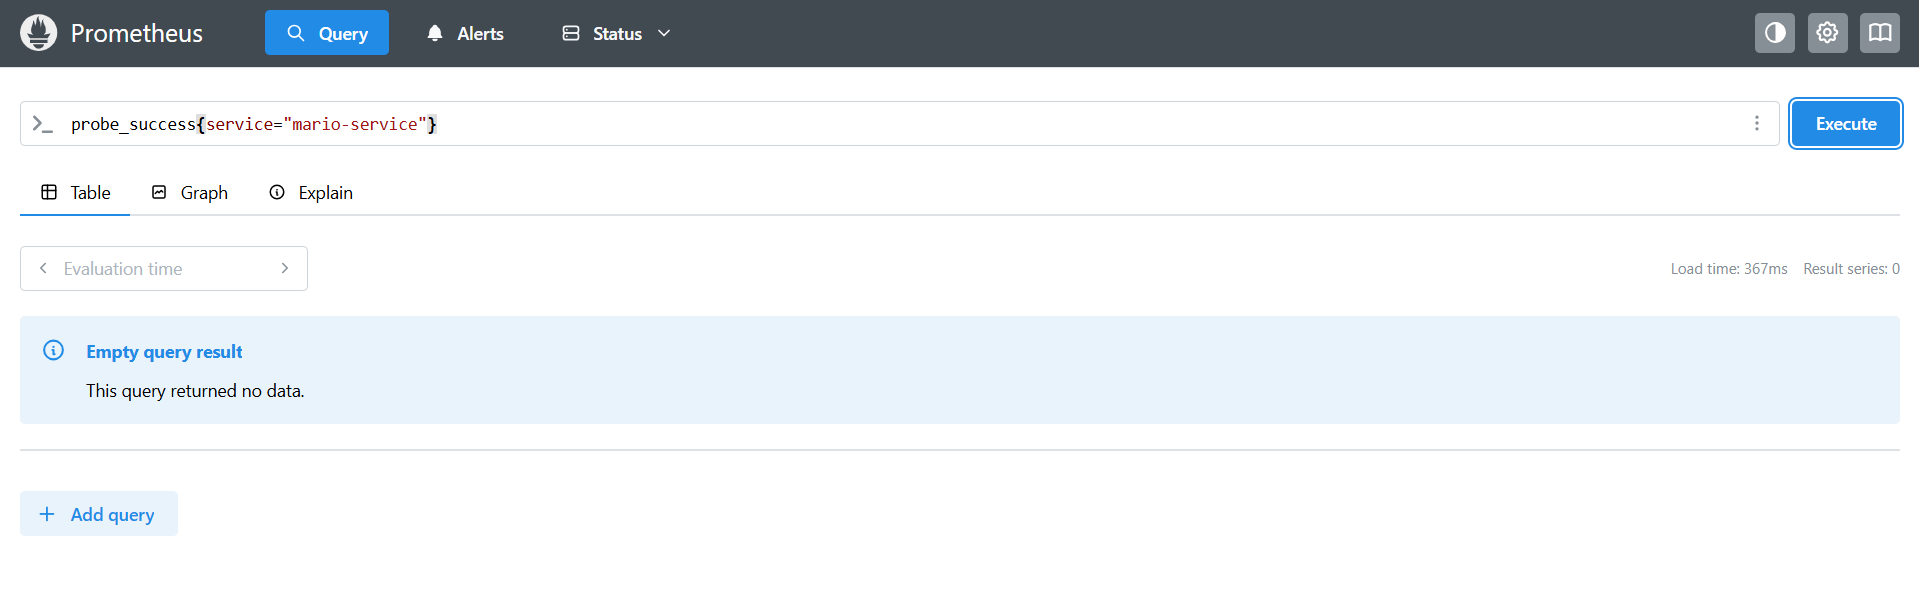 Prometheus Query Alerts Status
probe_success{service="mario-service"}
Execute
Table Graph Explain
Evaluation time
Load time: 367ms Result series: 0
Empty query result
This query returned no data.
Add query